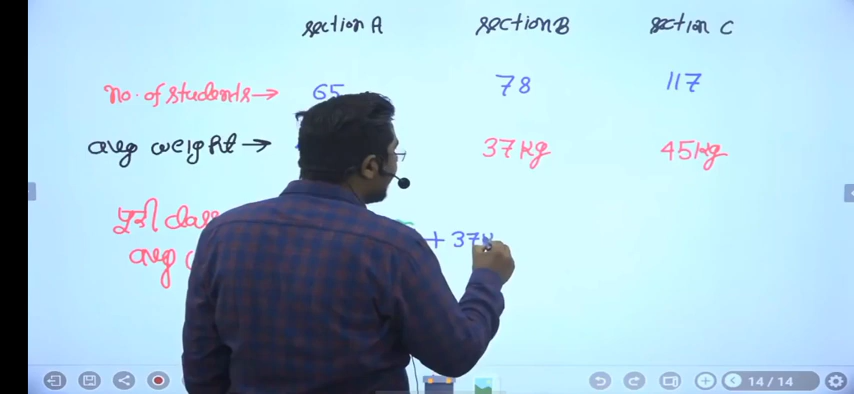 section A section B section C
no. of students → 65 78 117
avg weight → 37 kg 45 kg
पूरी
avg
+ 37
14 / 14